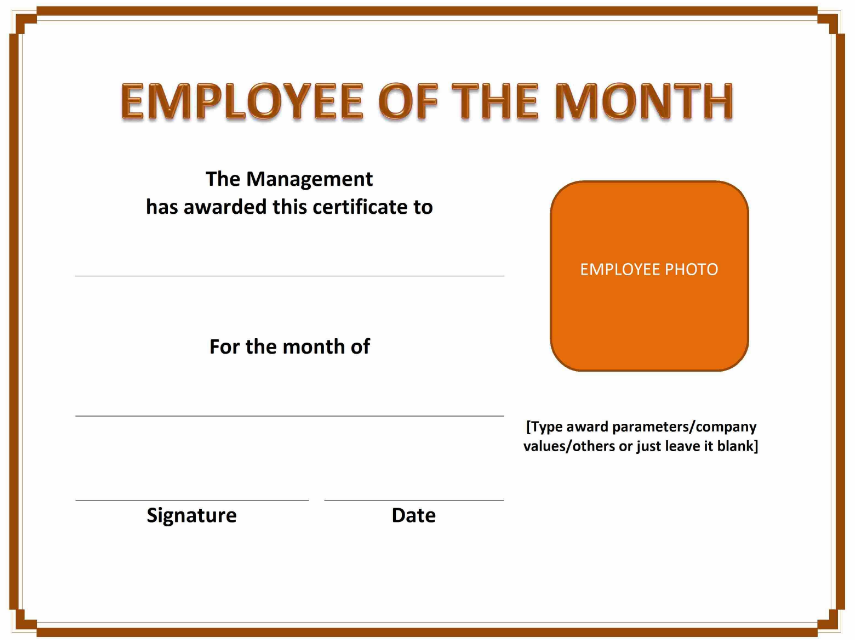 EMPLOYEE OF THE MONTH
The Management
has awarded this certificate to
EMPLOYEE PHOTO
For the month of
[Type award parameters/company
values/others or just leave it blank]
Signature Date